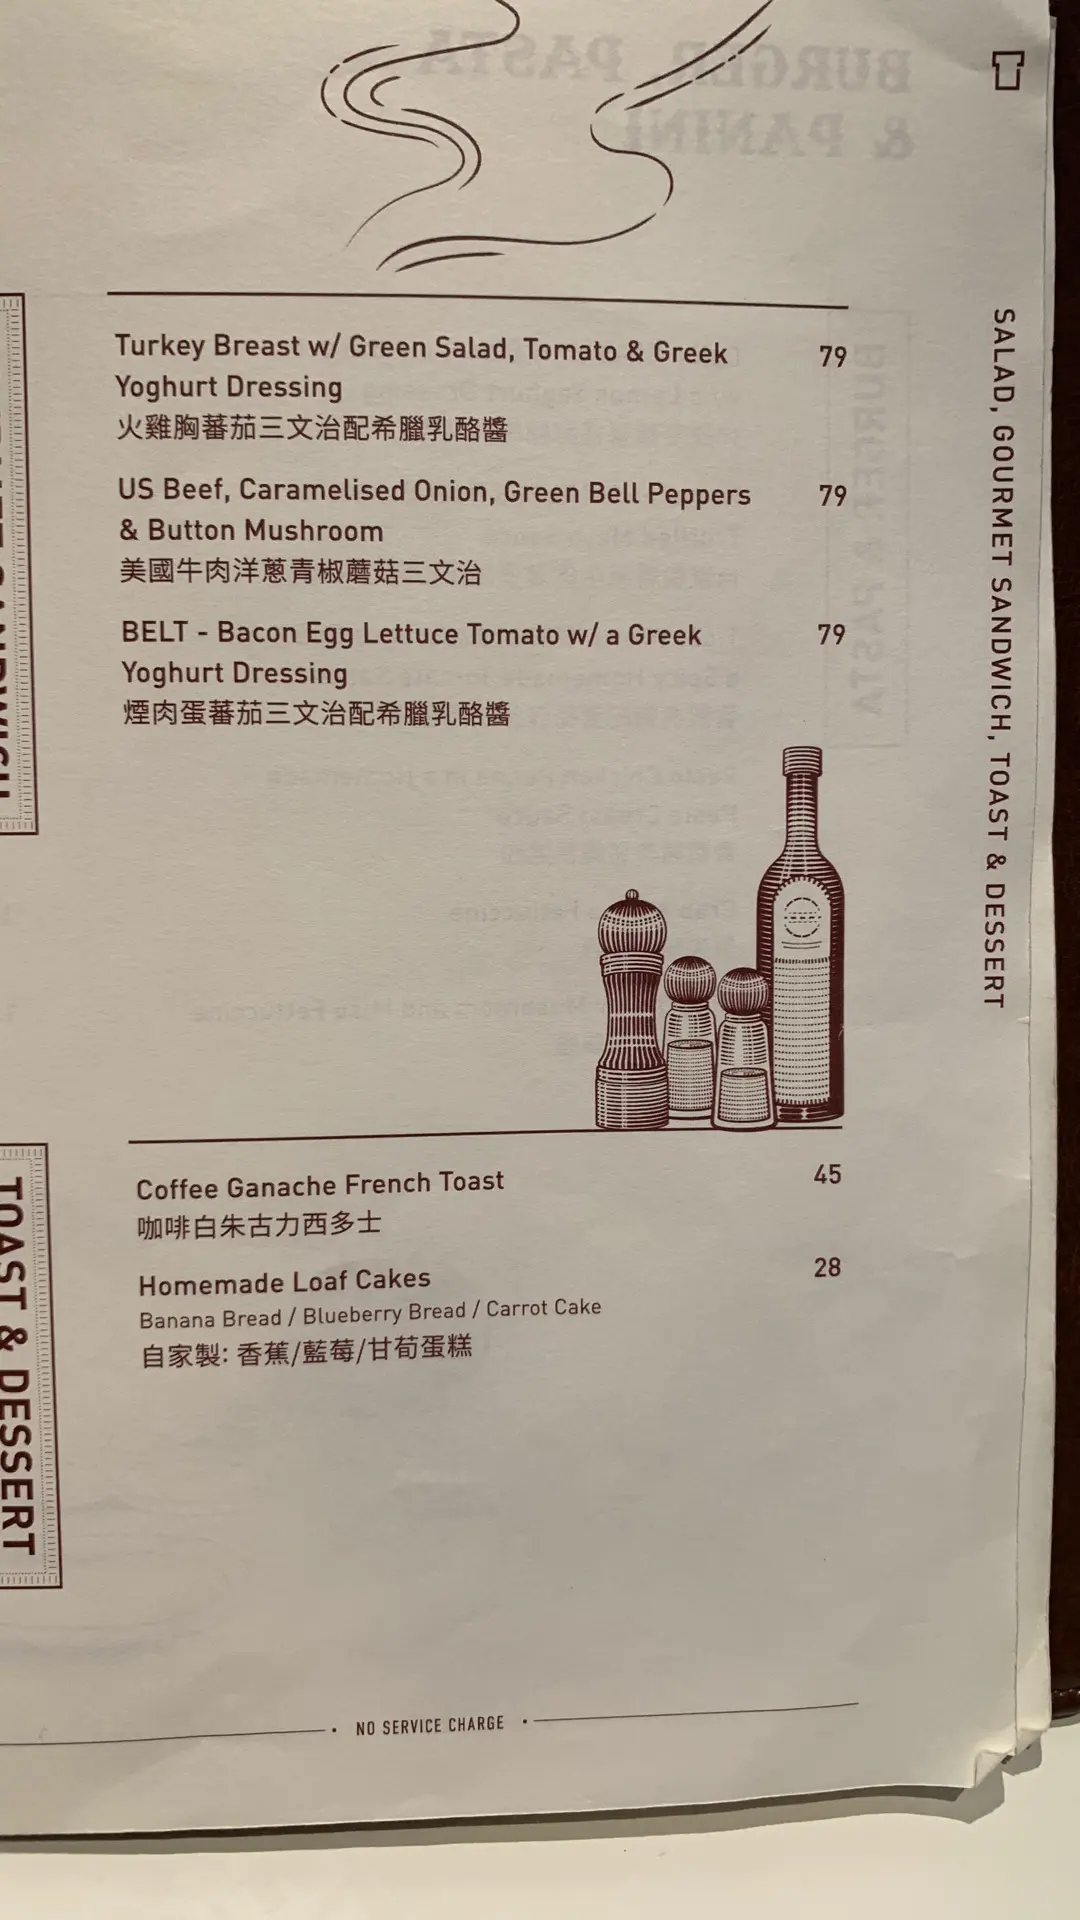 Turkey Breast w/ Green Salad, Tomato & Greek 79
Yoghurt Dressing
火雞胸蕃茄三文治配希臘乳酪醬
US Beef, Caramelised Onion, Green Bell Peppers 79
& Button Mushroom
美國牛肉洋蔥青椒蘑菇三文治
BELT - Bacon Egg Lettuce Tomato w/ a Greek 79
Yoghurt Dressing
煙肉蛋蕃茄三文治配希臘乳酪醬
TOAST & DESSERT
Coffee Ganache French Toast 45
咖啡白朱古力西多士
Homemade Loaf Cakes 28
Banana Bread / Blueberry Bread / Carrot Cake
自家製: 香蕉/藍莓/甘荀蛋糕
• NO SERVICE CHARGE •
SALAD, GOURMET SANDWICH, TOAST & DESSERT
BURGER, PASTA
& PANINI